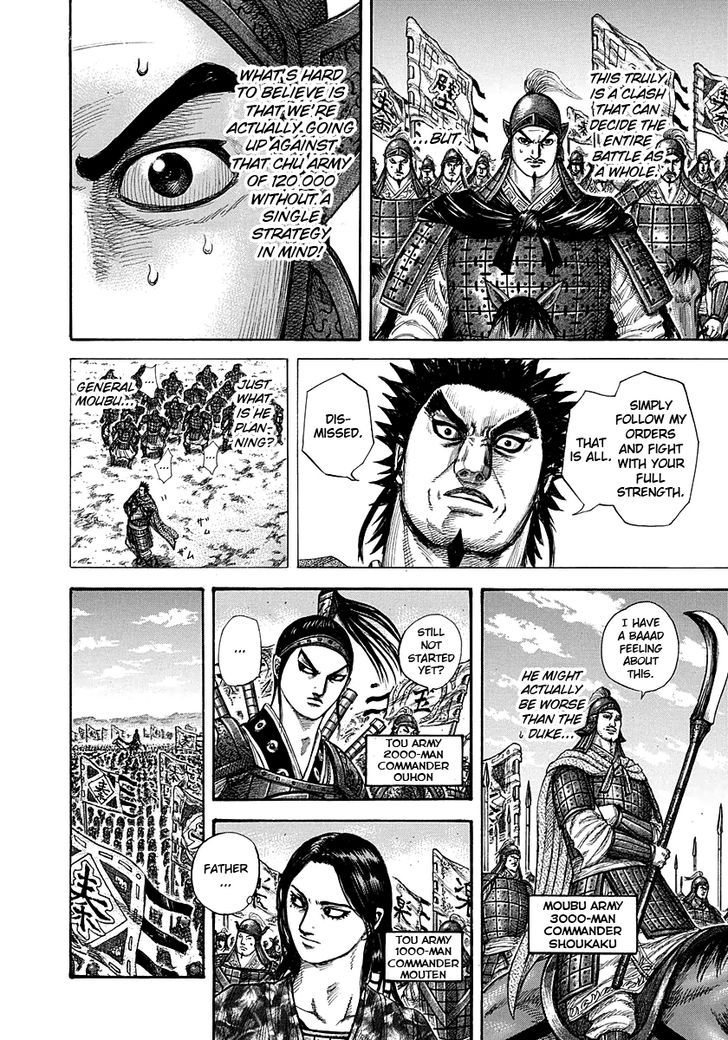 THIS TRULY
IS A CLASH
THAT CAN
DECIDE THE
ENTIRE
BATTLE AS
A WHOLE.
...BUT,
壁
WHAT'S HARD
TO BELIEVE IS
THAT WE'RE
ACTUALLY GOING
UP AGAINST
THAT CHU ARMY
OF 120 000
WITHOUT A
SINGLE
STRATEGY
IN MIND!
SIMPLY
FOLLOW MY
ORDERS
AND FIGHT
WITH YOUR
FULL
STRENGTH.
THAT
IS ALL.
DIS-
MISSED.
...
JUST
WHAT
IS HE
PLAN-
NING?
GENERAL
MOUBU...
...
...
I HAVE
A BAAAD
FEELING
ABOUT
THIS.
HE MIGHT
ACTUALLY
BE WORSE
THAN THE
DUKE...
MOUBU ARMY
3000-MAN
COMMANDER
SHOUKAKU
STILL
NOT
STARTED
YET?
...
TOU ARMY
2000-MAN
COMMANDER
OUHON
FATHER
...
TOU ARMY
1000-MAN
COMMANDER
MOUTEN
秦